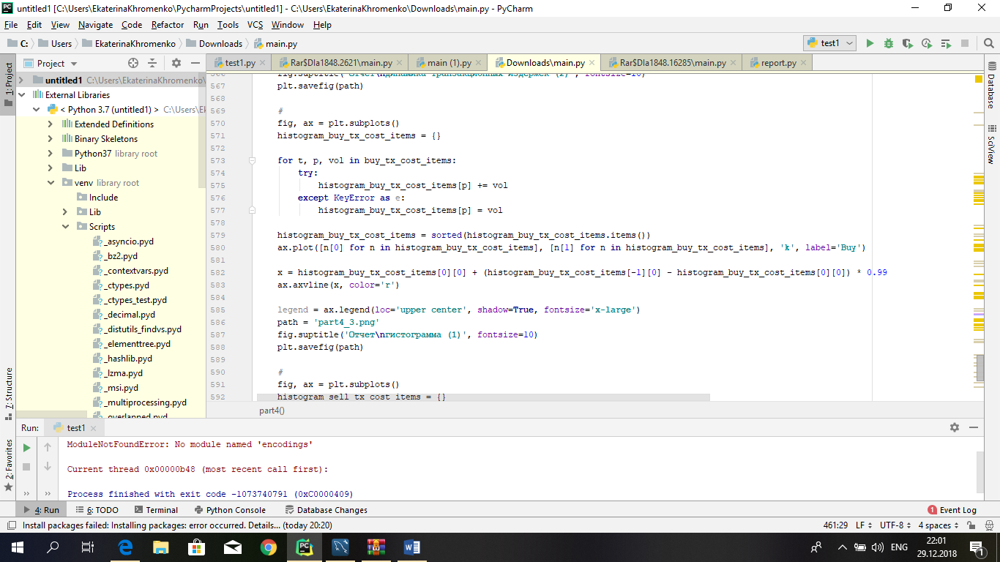 untitled1 [C:\Users\EkaterinaKhromenko\PycharmProjects\untitled1] - C:\Users\EkaterinaKhromenko\Downloads\main.py - PyCharm
File Edit View Navigate Code Refactor Run Tools VCS Window Help
C: Users EkaterinaKhromenko Downloads main.py test1
Project test1.py Rar$DIa1848.2621\main.py main (1).py Downloads\main.py Rar$DIa1848.16285\main.py report.py
1: Project
7: Structure
2: Favorites
Database
SciView
untitled1 C:\Users\EkaterinaKhromenko\
External Libraries
< Python 3.7 (untitled1) > C:\Users\E
Extended Definitions
Binary Skeletons
Python37 library root
Lib
venv library root
Include
Lib
Scripts
_asyncio.pyd
_bz2.pyd
_contextvars.pyd
_ctypes.pyd
_ctypes_test.pyd
_decimal.pyd
_distutils_findvs.pyd
_elementtree.pyd
_hashlib.pyd
_lzma.pyd
_msi.pyd
_multiprocessing.pyd
_overlapped.pyd
566 fig.suptitle('Отчет\nдинамика транзакционных издержек (2)', fontsize=10)
567 plt.savefig(path)
568
569 #
570 fig, ax = plt.subplots()
571 histogram_buy_tx_cost_items = {}
572
573 for t, p, vol in buy_tx_cost_items:
574 try:
575 histogram_buy_tx_cost_items[p] += vol
576 except KeyError as e:
577 histogram_buy_tx_cost_items[p] = vol
578
579 histogram_buy_tx_cost_items = sorted(histogram_buy_tx_cost_items.items())
580 ax.plot([n[0] for n in histogram_buy_tx_cost_items], [n[1] for n in histogram_buy_tx_cost_items], 'k', label='Buy')
581
582 x = histogram_buy_tx_cost_items[0][0] + (histogram_buy_tx_cost_items[-1][0] - histogram_buy_tx_cost_items[0][0]) * 0.99
583 ax.axvline(x, color='r')
584
585 legend = ax.legend(loc='upper center', shadow=True, fontsize='x-large')
586 path = 'part4_3.png'
587 fig.suptitle('Отчет\nгистограмма (1)', fontsize=10)
588 plt.savefig(path)
589
590 #
591 fig, ax = plt.subplots()
592 histogram_sell_tx_cost_items = {}
part4()
Run: test1
ModuleNotFoundError: No module named 'encodings'
Current thread 0x00000b48 (most recent call first):
Process finished with exit code -1073740791 (0xC0000409)
4: Run 6: TODO Terminal Python Console Database Changes 1 Event Log
Install packages failed: Installing packages: error occurred. Details... (today 20:20) 461:29 LF UTF-8 4 spaces
ENG 22:01
29.12.2018 1